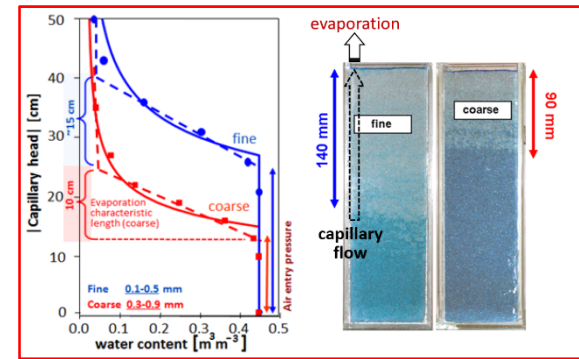 50
40
30
20
10
0
|Capillary head| [cm]
~15 cm
10 cm
fine
coarse
Evaporation
characteristic
length (coarse)
Fine 0.1-0.5 mm
Coarse 0.3-0.9 mm
Air entry pressure
0.0 0.1 0.2 0.3 0.4 0.5
water content [m³m⁻³]
evaporation
140 mm
fine
coarse
90 mm
capillary
flow